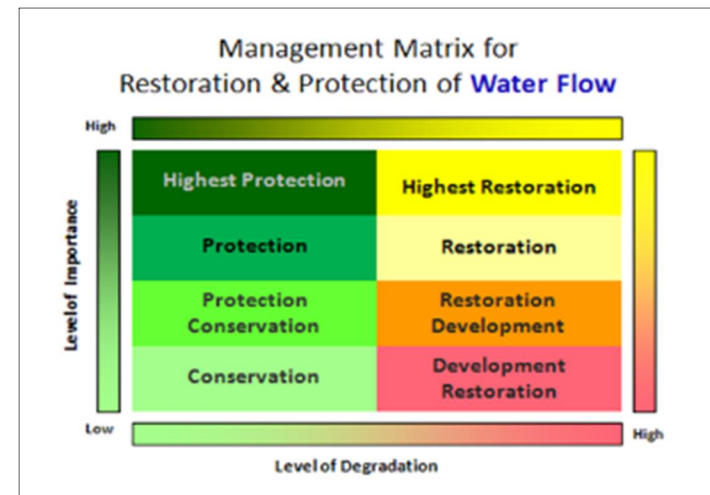 Management Matrix for
Restoration & Protection of Water Flow
High
Highest Protection
Highest Restoration
Protection
Restoration
Protection
Conservation
Restoration
Development
Conservation
Development
Restoration
Level of Importance
Low
High
Level of Degradation